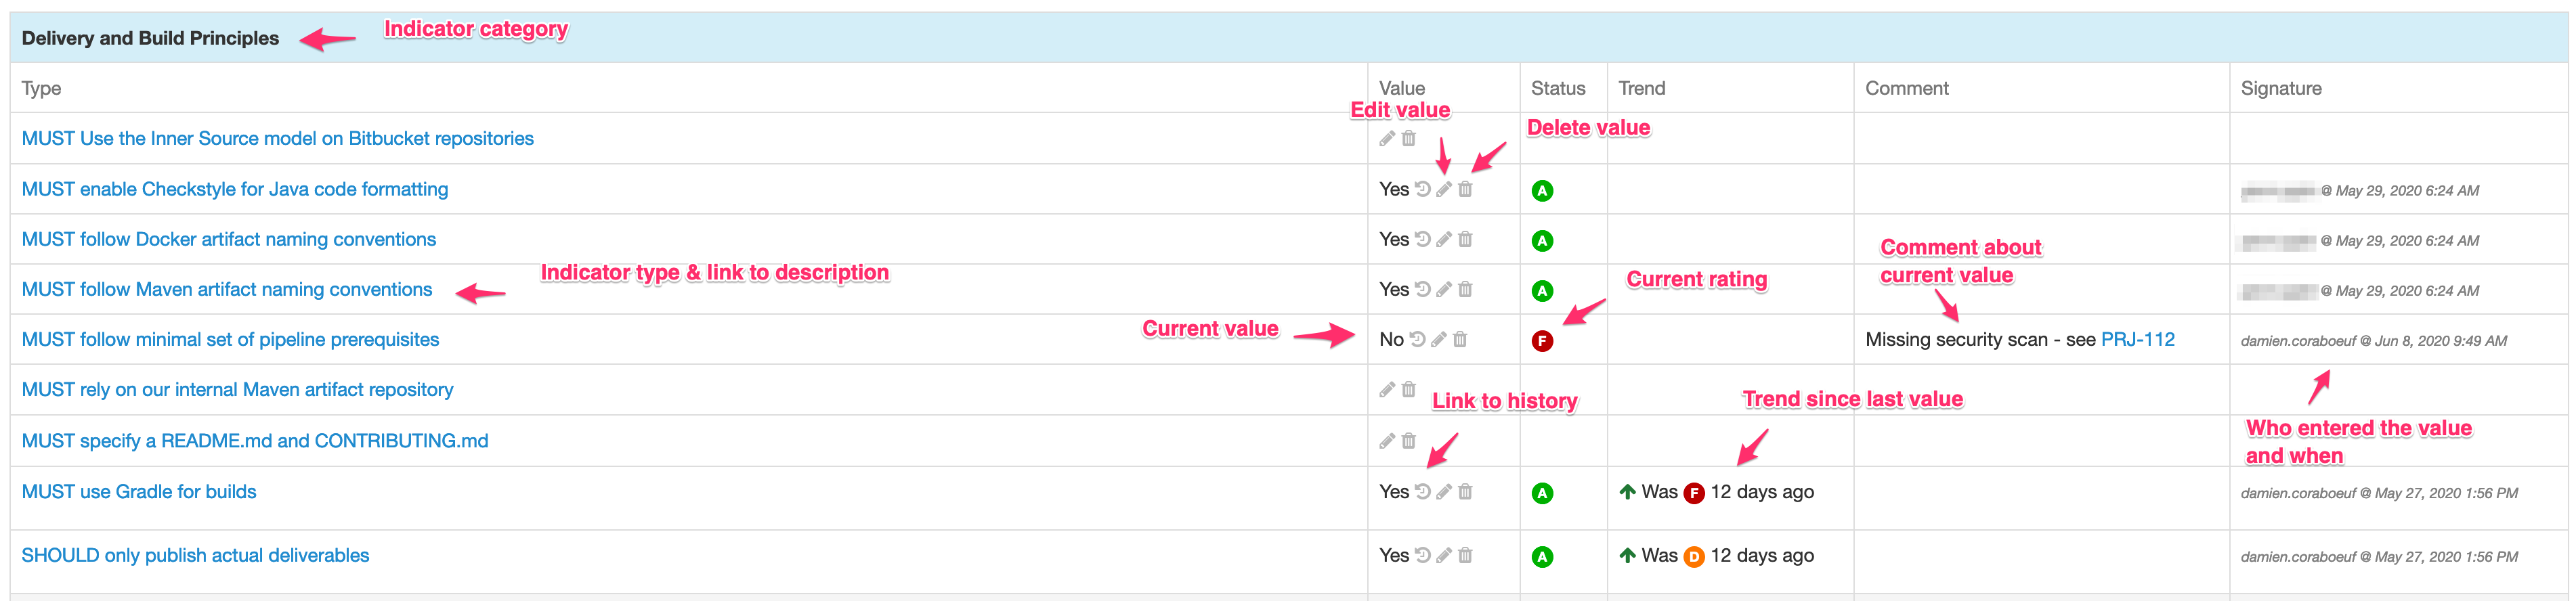 Delivery and Build Principles
Indicator category
Type
Value
Status
Trend
Comment
Signature
Edit value
Delete value
MUST Use the Inner Source model on Bitbucket repositories
MUST enable Checkstyle for Java code formatting
Yes
A
@ May 29, 2020 6:24 AM
MUST follow Docker artifact naming conventions
Yes
A
@ May 29, 2020 6:24 AM
Comment about
current value
Indicator type & link to description
Current rating
MUST follow Maven artifact naming conventions
Yes
A
@ May 29, 2020 6:24 AM
Current value
MUST follow minimal set of pipeline prerequisites
No
F
Missing security scan - see PRJ-112
damien.coraboeuf @ Jun 8, 2020 9:49 AM
MUST rely on our internal Maven artifact repository
Link to history
Trend since last value
Who entered the value
and when
MUST specify a README.md and CONTRIBUTING.md
MUST use Gradle for builds
Yes
A
Was F 12 days ago
damien.coraboeuf @ May 27, 2020 1:56 PM
SHOULD only publish actual deliverables
Yes
A
Was D 12 days ago
damien.coraboeuf @ May 27, 2020 1:56 PM